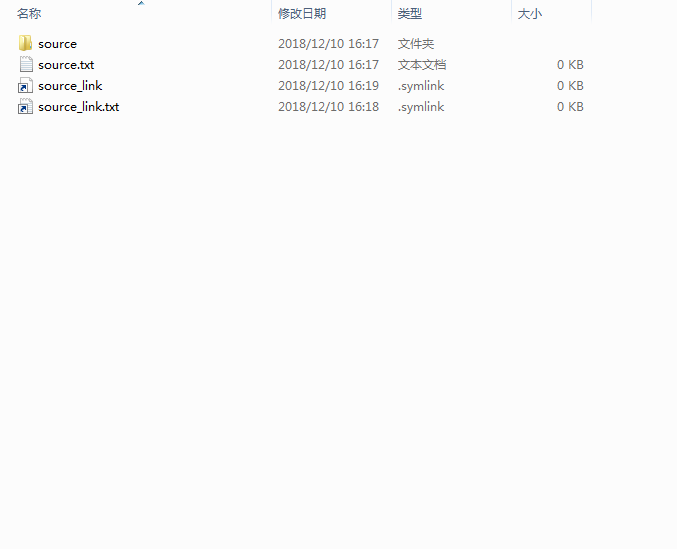 名称 修改日期 类型 大小
source 2018/12/10 16:17 文件夹
source.txt 2018/12/10 16:17 文本文档 0 KB
source_link 2018/12/10 16:19 .symlink 0 KB
source_link.txt 2018/12/10 16:18 .symlink 0 KB